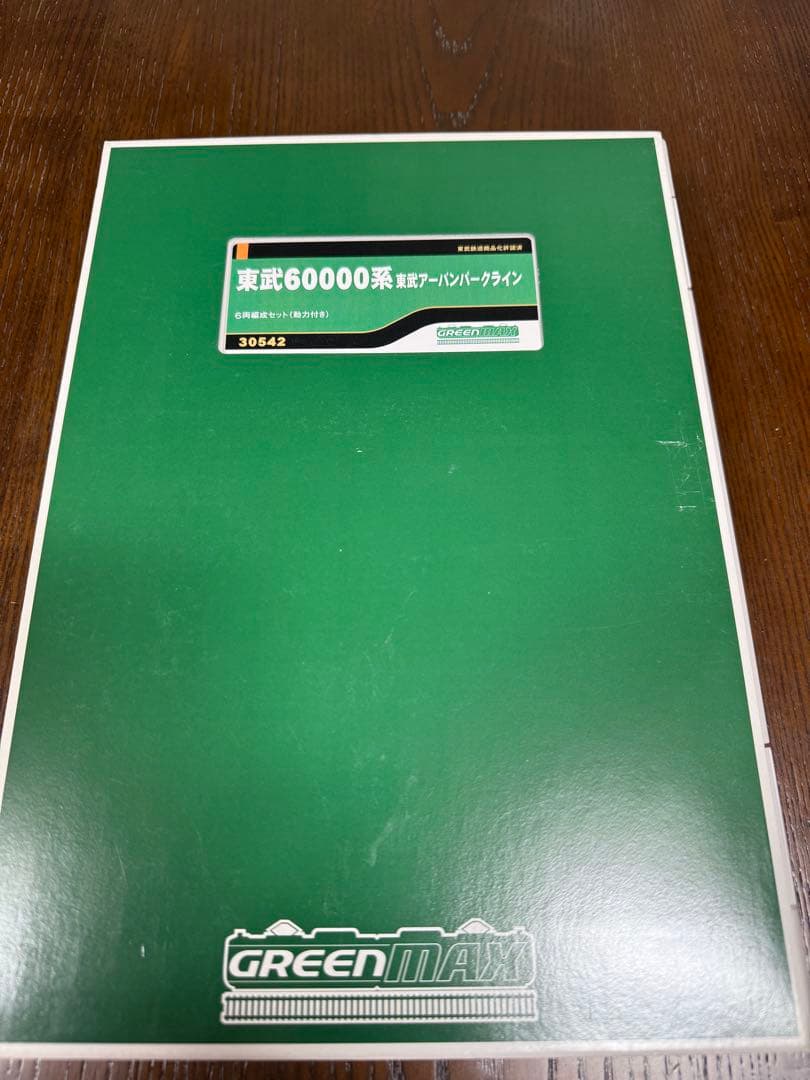 東武鉄道商品化許諾済
東武60000系 東武アーバンパークライン
6両編成セット(動力付き)
30542
GREENMAX
GREENMAX